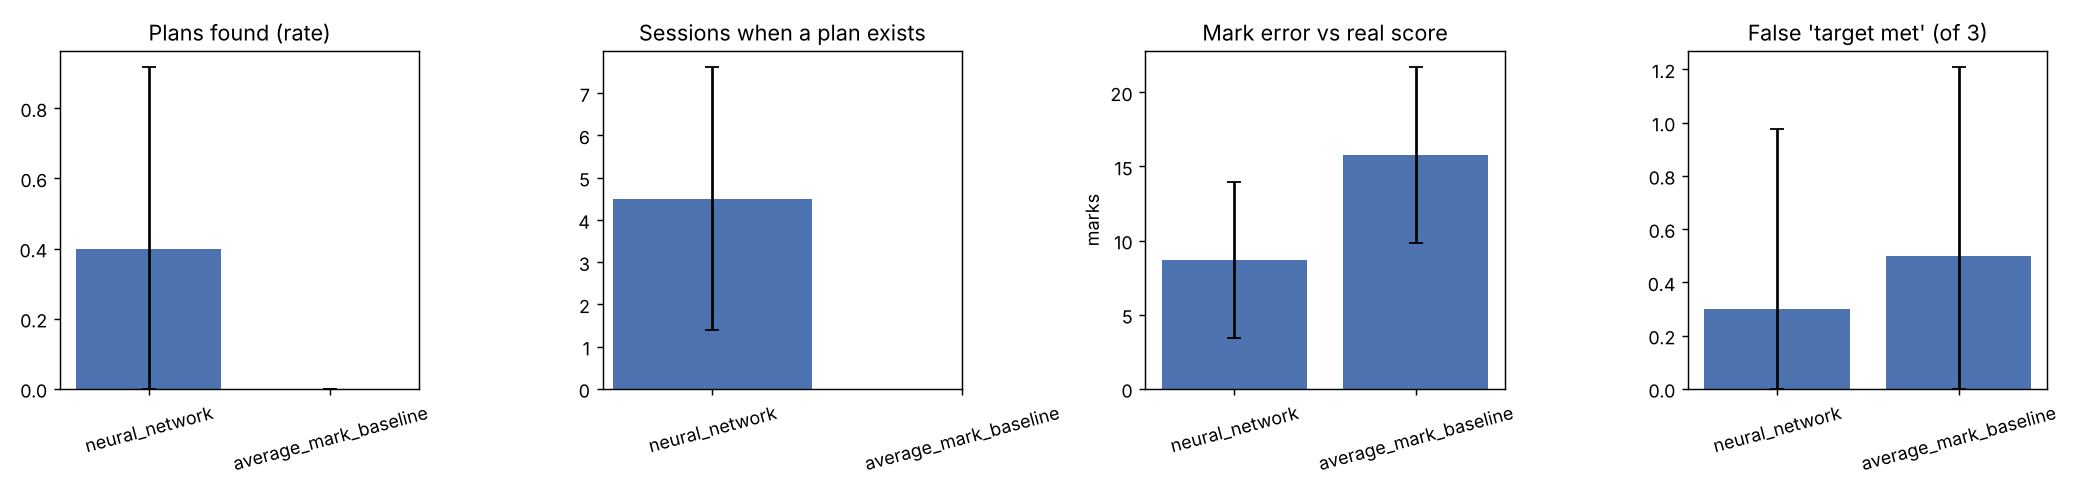 Plans found (rate)
0.8
0.6
0.4
0.2
0.0
neural_network
average_mark_baseline
Sessions when a plan exists
7
6
5
4
3
2
1
0
neural_network
average_mark_baseline
Mark error vs real score
marks
20
15
10
5
0
neural_network
average_mark_baseline
False 'target met' (of 3)
1.2
1.0
0.8
0.6
0.4
0.2
0.0
neural_network
average_mark_baseline